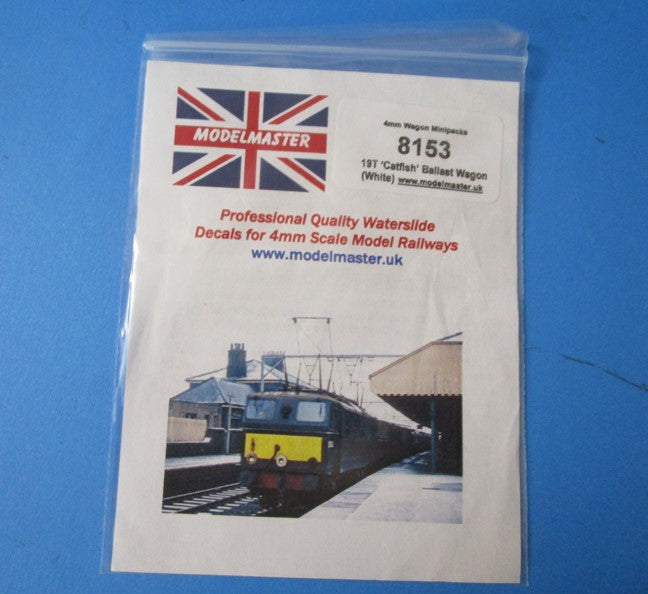 MODELMASTER
4mm Wagon Minipacks
8153
19T 'Catfish' Ballast Wagon
(White) www.modelmaster.uk
Professional Quality Waterslide
Decals for 4mm Scale Model Railways
www.modelmaster.uk